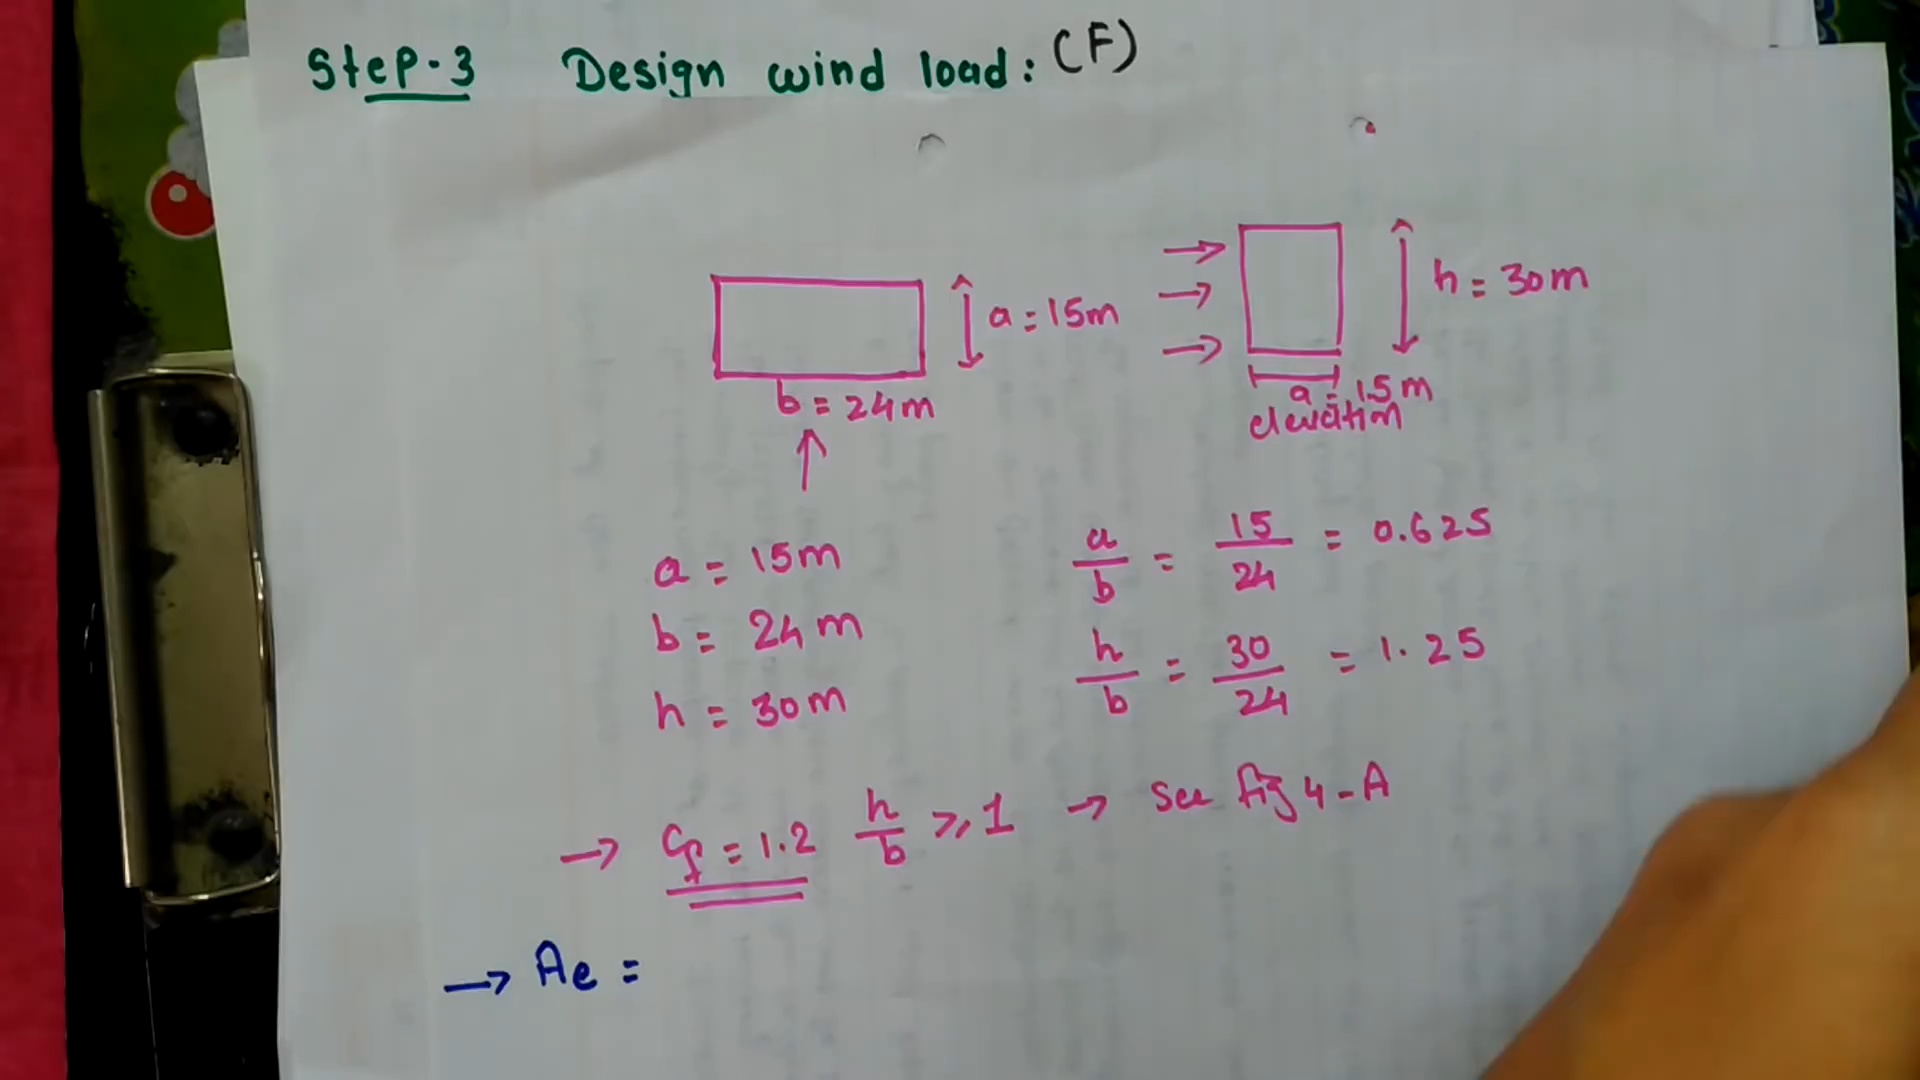 Step-3 Design wind load: (F)
a = 15m
b = 24m
h = 30m
a = 15m
elevation
a = 15m
b = 24m
h = 30m
a/b = 15/24 = 0.625
h/b = 30/24 = 1.25
→ Cf = 1.2 h/b ⩾ 1 → see fig 4-A
→ Ae =